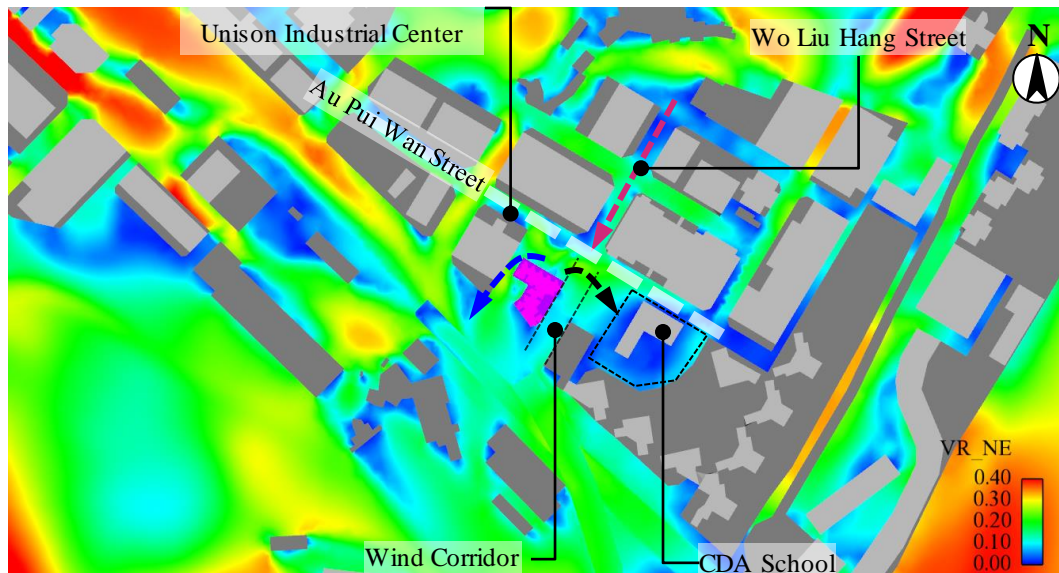 Unison Industrial Center
Wo Liu Hang Street
N
Au Pui Wan Street
VR_NE
0.40
0.30
0.20
0.10
0.00
Wind Corridor
CDA School